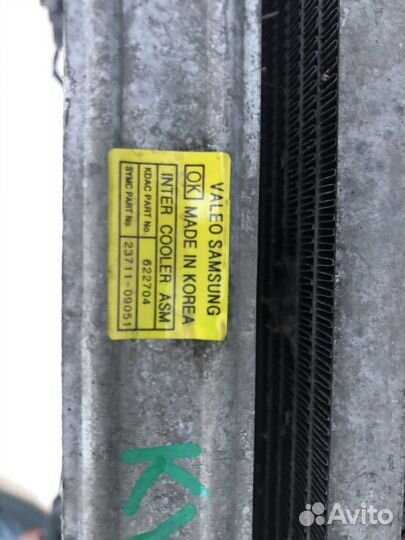 VALEO SAMSUNG
OK MADE IN KOREA
INTER COOLER ASM
KDAC PART No. 622704
SYMC PART No 23711-09051
Avito